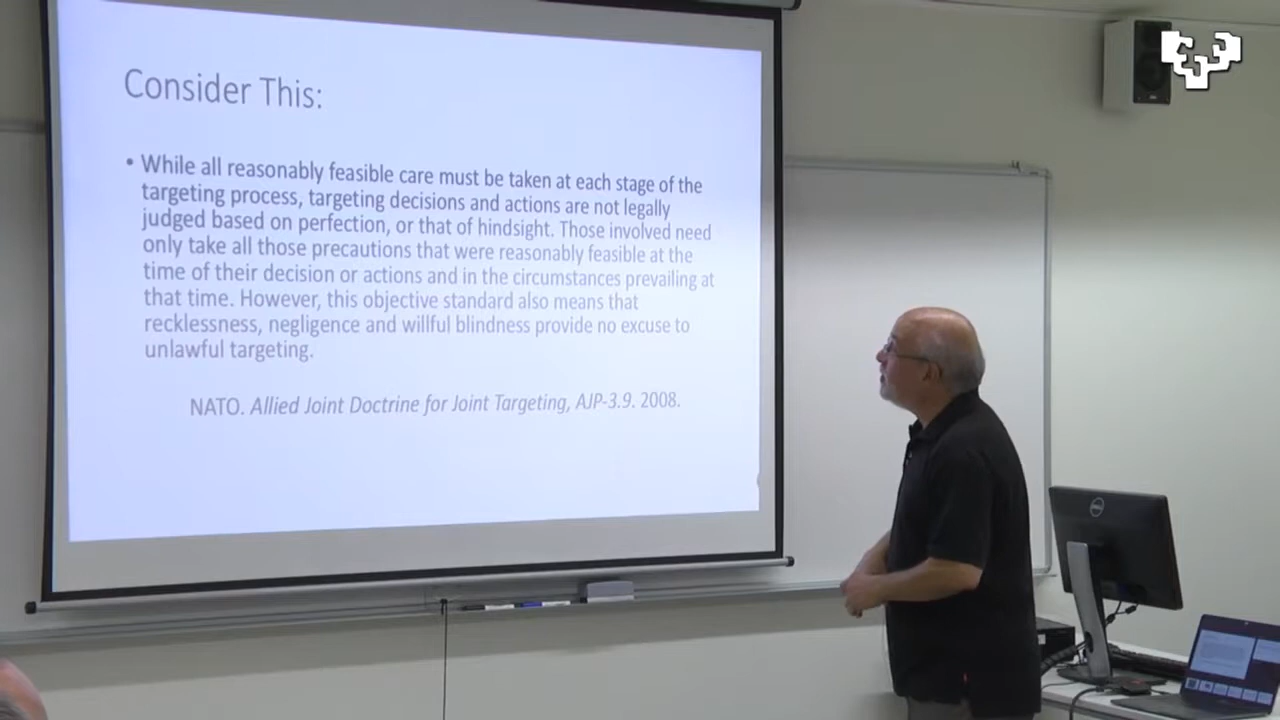 Consider This:
• While all reasonably feasible care must be taken at each stage of the
targeting process, targeting decisions and actions are not legally
judged based on perfection, or that of hindsight. Those involved need
only take all those precautions that were reasonably feasible at the
time of their decision or actions and in the circumstances prevailing at
that time. However, this objective standard also means that
recklessness, negligence and willful blindness provide no excuse to
unlawful targeting.
NATO. Allied Joint Doctrine for Joint Targeting, AJP-3.9. 2008.
DELL